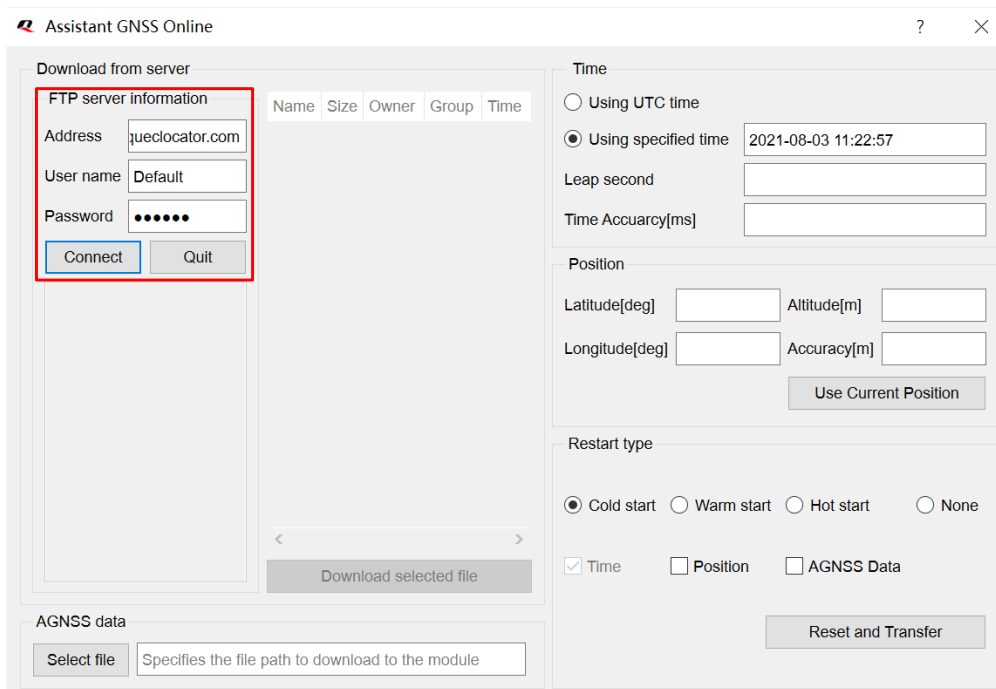 Assistant GNSS Online
?
Download from server
FTP server information
Address queclocator.com
User name Default
Password ●●●●●●
Connect Quit
Name Size Owner Group Time
Download selected file
AGNSS data
Select file Specifies the file path to download to the module
Time
Using UTC time
Using specified time 2021-08-03 11:22:57
Leap second
Time Accuarcy[ms]
Position
Latitude[deg] Altitude[m]
Longitude[deg] Accuracy[m]
Use Current Position
Restart type
Cold start Warm start Hot start None
Time Position AGNSS Data
Reset and Transfer